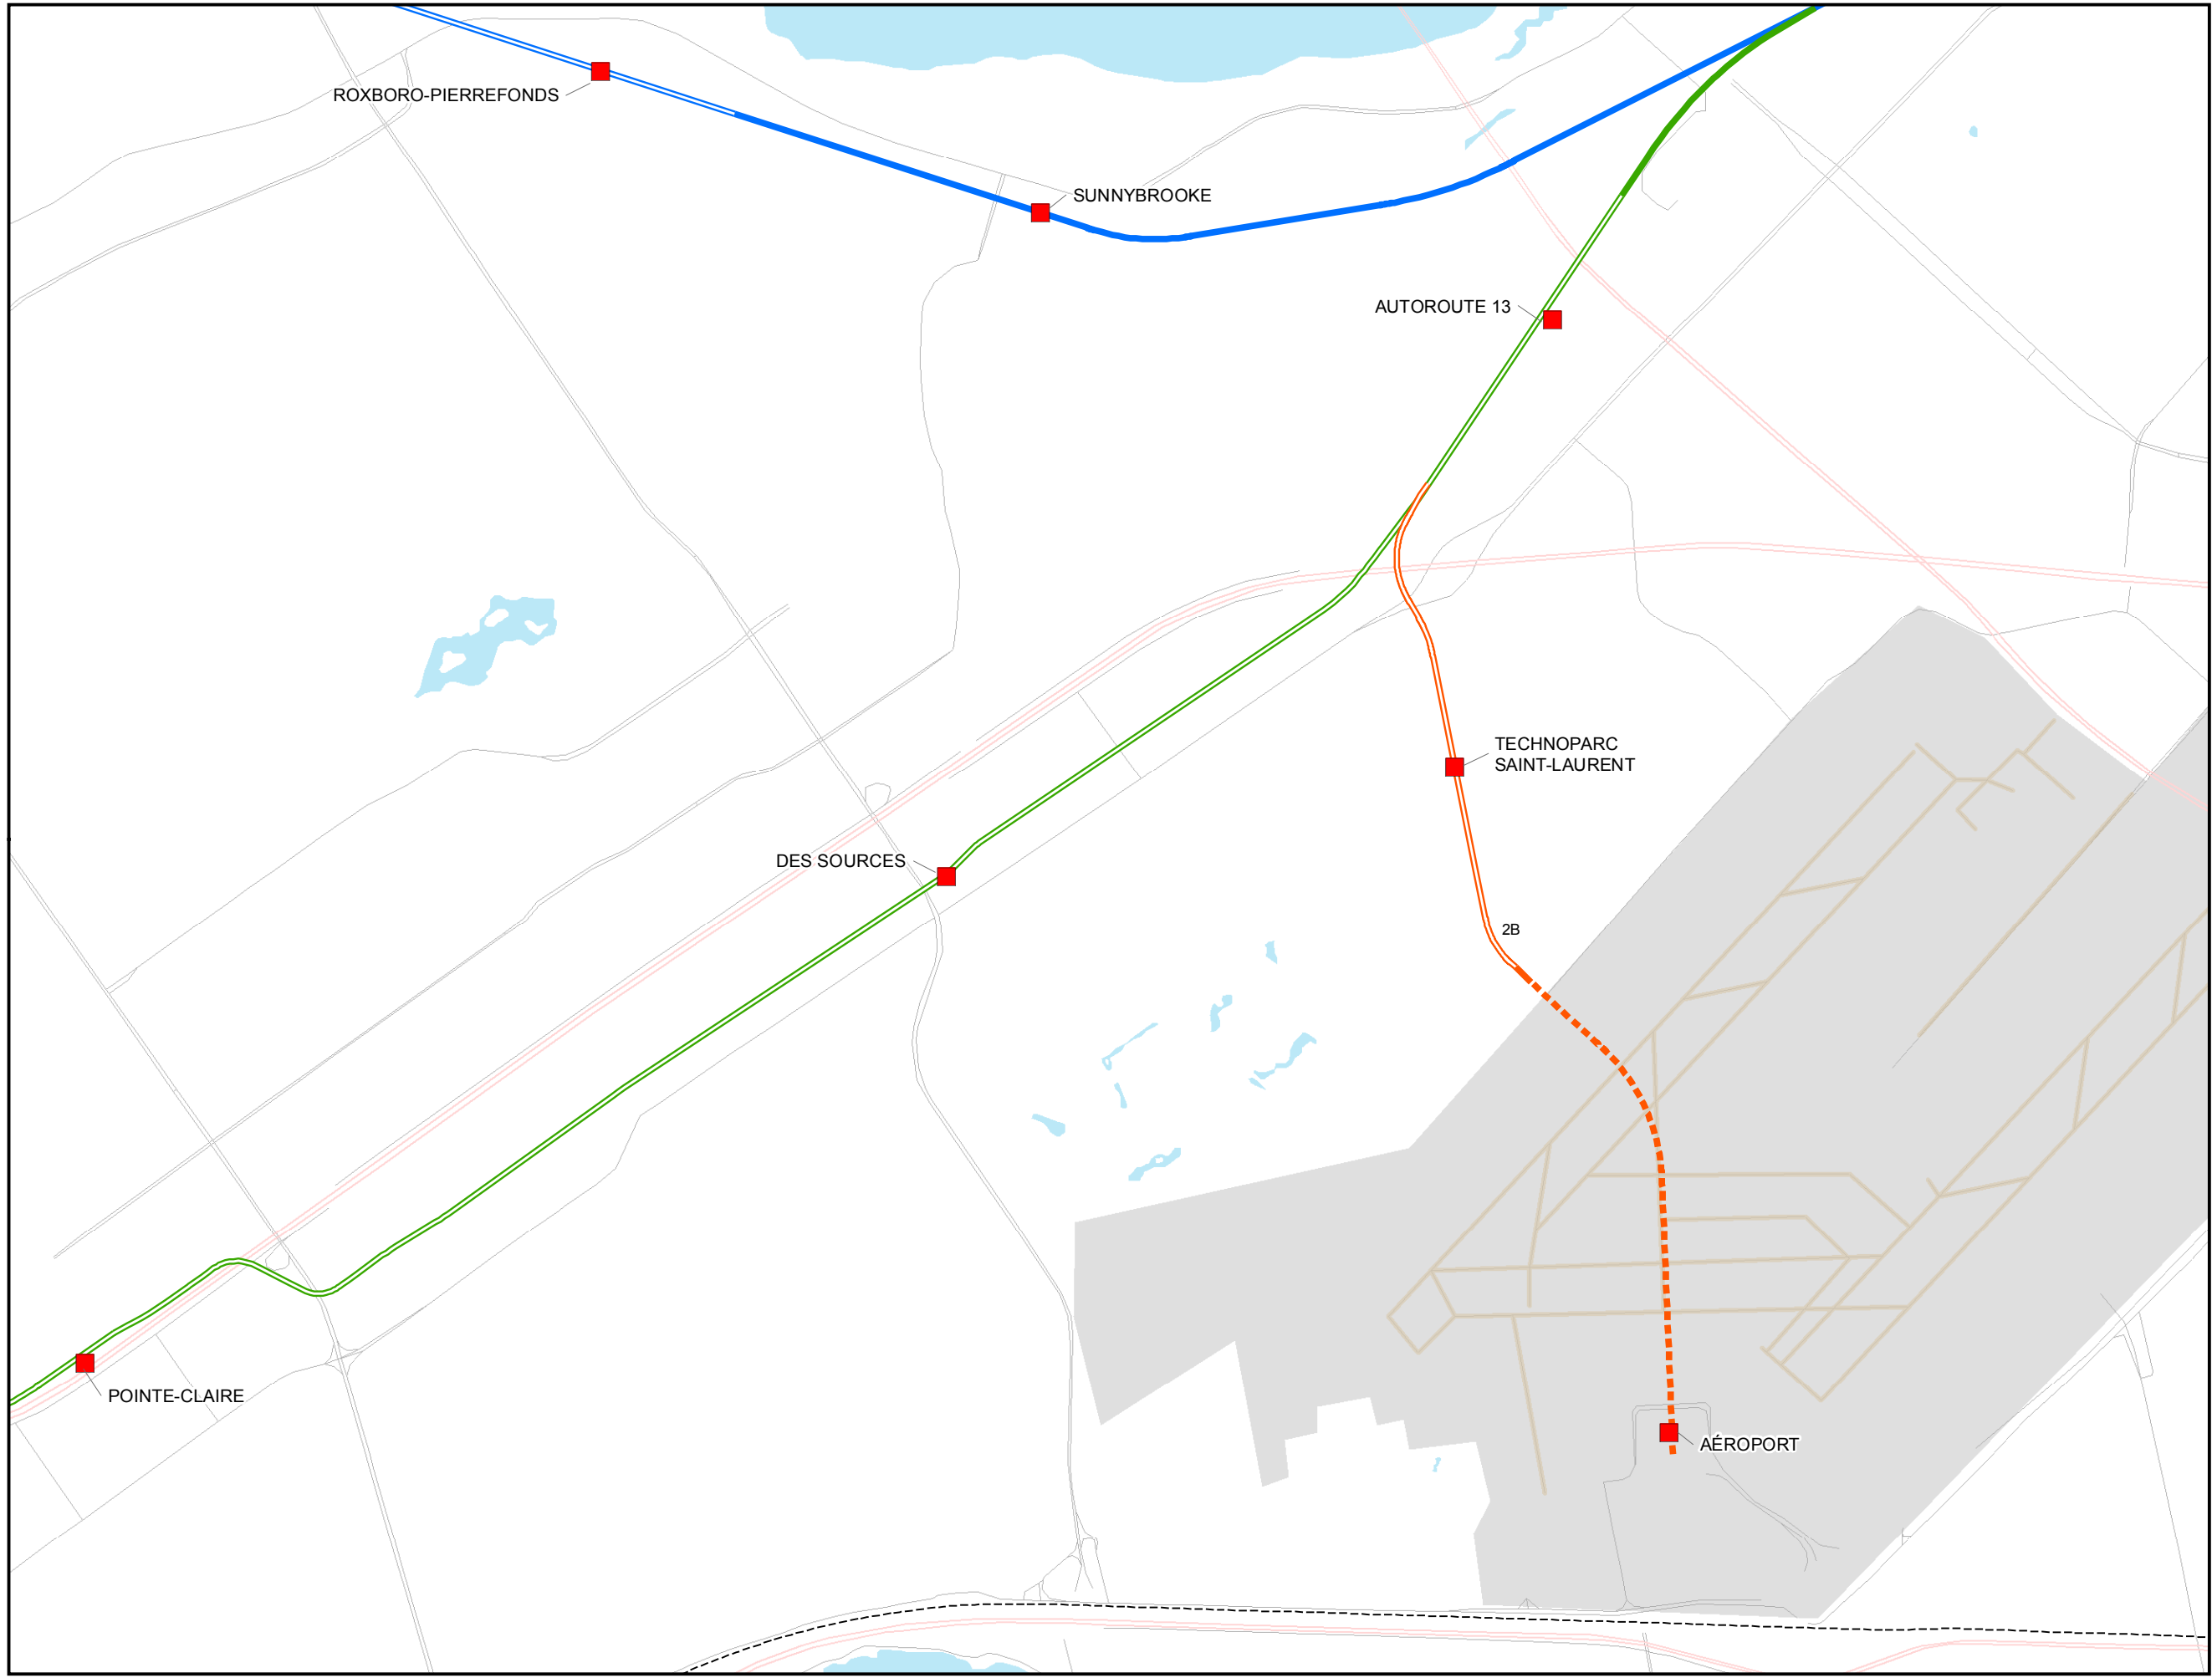 ROXBORO-PIERREFONDS
SUNNYBROOKE
AUTOROUTE 13
TECHNOPARC
SAINT-LAURENT
DES SOURCES
2B
POINTE-CLAIRE
AÉROPORT